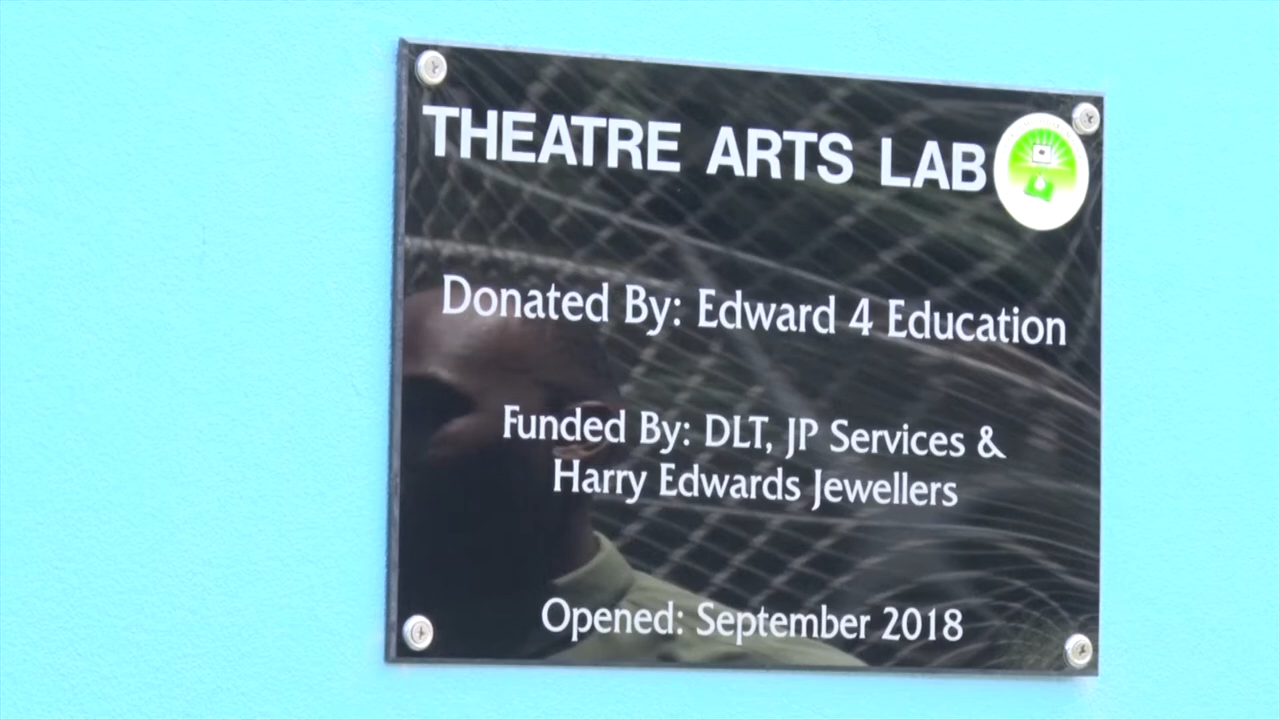 THEATRE ARTS LAB
Donated By: Edward 4 Education
Funded By: DLT, JP Services &
Harry Edwards Jewellers
Opened: September 2018